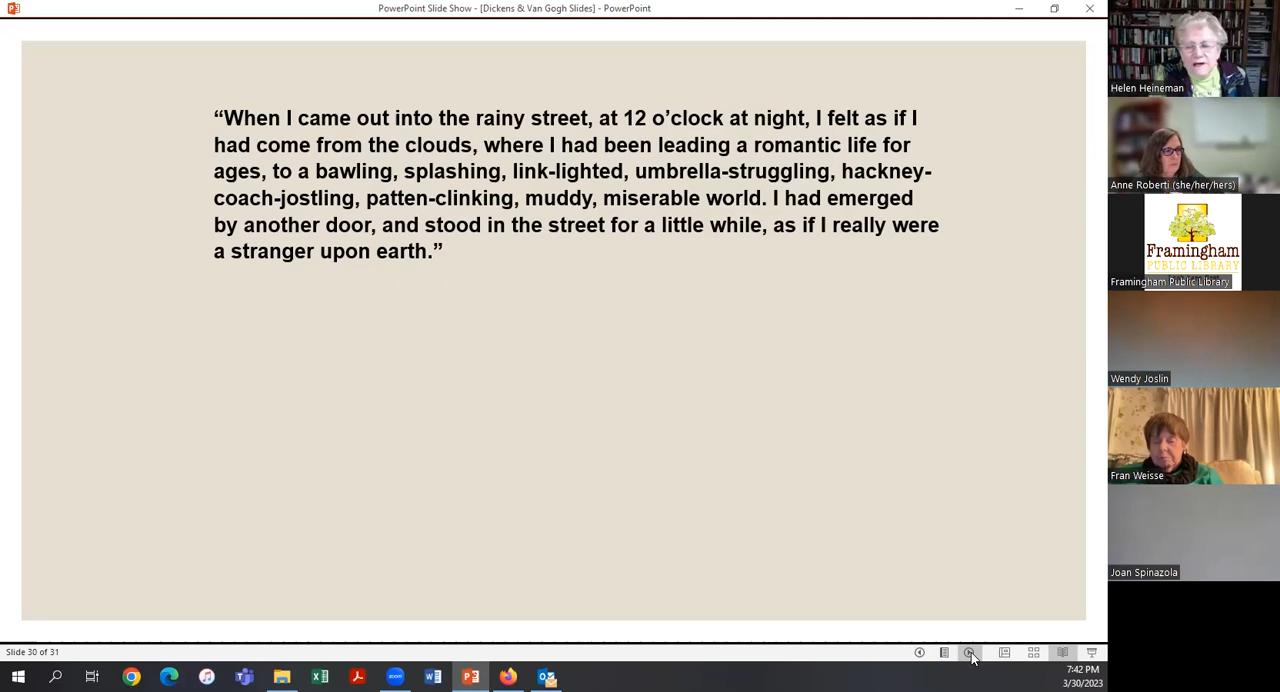 PowerPoint Slide Show - [Dickens & Van Gogh Slides] - PowerPoint
“When I came out into the rainy street, at 12 o’clock at night, I felt as if I
had come from the clouds, where I had been leading a romantic life for
ages, to a bawling, splashing, link-lighted, umbrella-struggling, hackney-
coach-jostling, patten-clinking, muddy, miserable world. I had emerged
by another door, and stood in the street for a little while, as if I really were
a stranger upon earth.”
Helen Heineman
Anne Roberti (she/her/hers)
Framingham
PUBLIC LIBRARY
Framingham Public Library
Wendy Joslin
Fran Weisse
Joan Spinazola
Slide 30 of 31
zoom
7:42 PM
3/30/2023